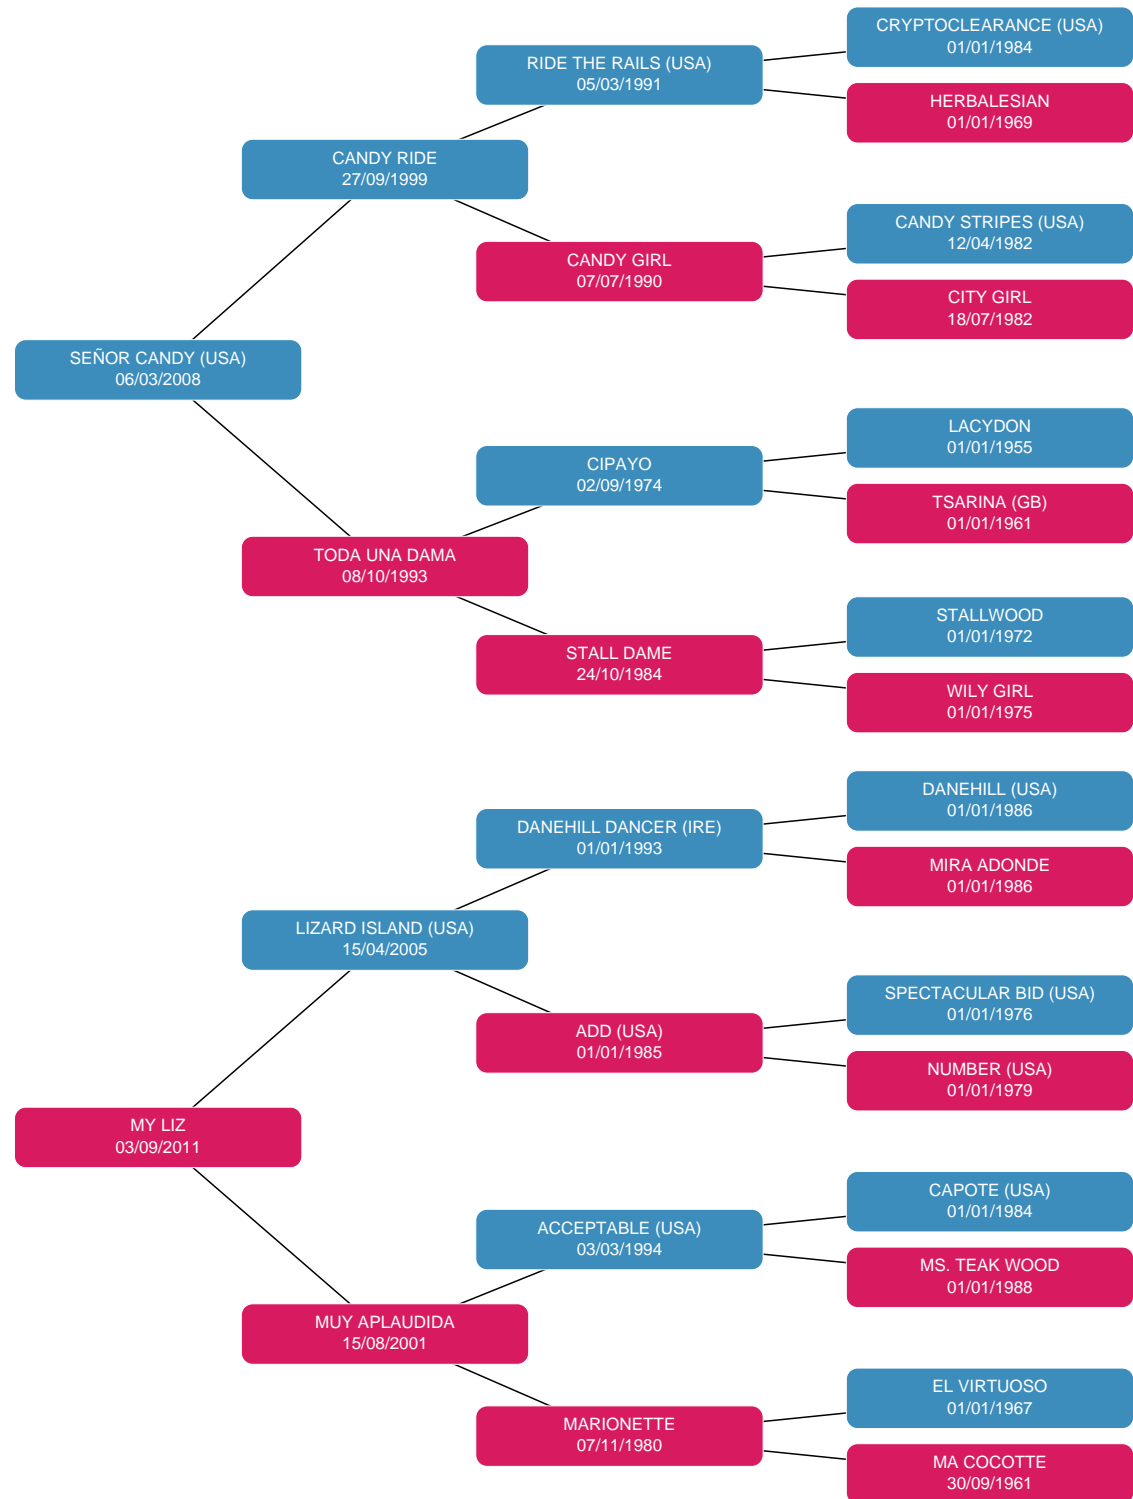 CRYPTOCLEARANCE (USA)
01/01/1984
RIDE THE RAILS (USA)
05/03/1991
HERBALESIAN
01/01/1969
CANDY RIDE
27/09/1999
CANDY STRIPES (USA)
12/04/1982
CANDY GIRL
07/07/1990
CITY GIRL
18/07/1982
SEÑOR CANDY (USA)
06/03/2008
LACYDON
01/01/1955
CIPAYO
02/09/1974
TSARINA (GB)
01/01/1961
TODA UNA DAMA
08/10/1993
STALLWOOD
01/01/1972
STALL DAME
24/10/1984
WILY GIRL
01/01/1975
DANEHILL (USA)
01/01/1986
DANEHILL DANCER (IRE)
01/01/1993
MIRA ADONDE
01/01/1986
LIZARD ISLAND (USA)
15/04/2005
SPECTACULAR BID (USA)
01/01/1976
ADD (USA)
01/01/1985
NUMBER (USA)
01/01/1979
MY LIZ
03/09/2011
CAPOTE (USA)
01/01/1984
ACCEPTABLE (USA)
03/03/1994
MS. TEAK WOOD
01/01/1988
MUY APLAUDIDA
15/08/2001
EL VIRTUOSO
01/01/1967
MARIONETTE
07/11/1980
MA COCOTTE
30/09/1961